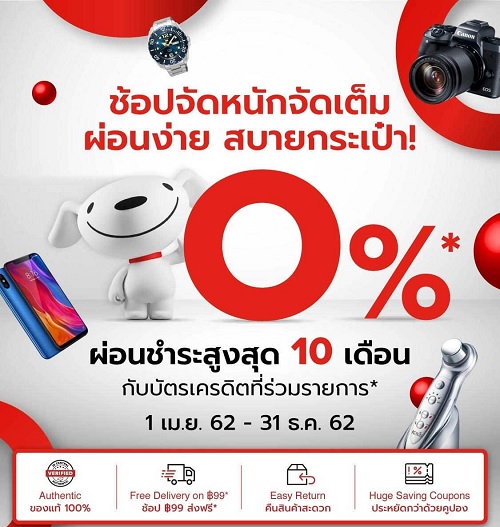 Canon
EOS
ช้อปจัดหนักจัดเต็ม
ผ่อนง่าย สบายกระเป๋า!
0%*
ผ่อนชำระสูงสุด 10 เดือน
กับบัตรเครดิตที่ร่วมรายการ*
1 เม.ย. 62 - 31 ธ.ค. 62
VERIFIED
Authentic
ของแท้ 100%
Free Delivery on ฿99*
ช้อป ฿99 ส่งฟรี*
Easy Return
คืนสินค้าสะดวก
!%
Huge Saving Coupons
ประหยัดกว่าด้วยคูปอง